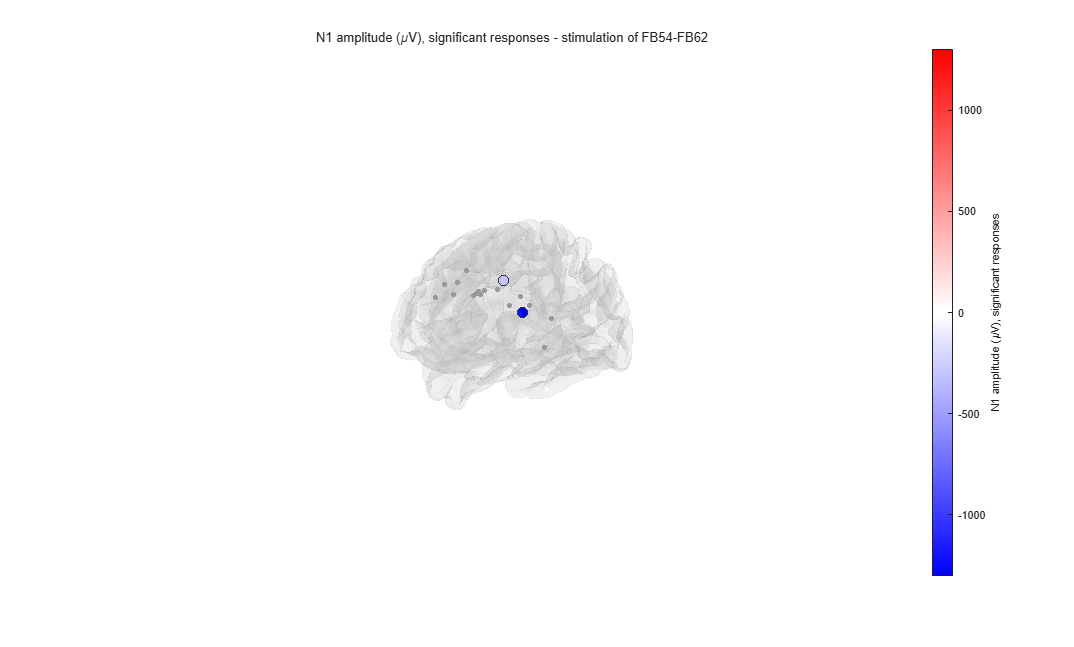 N1 amplitude (μV), significant responses - stimulation of FB54-FB62
1000
500
0
-500
-1000
N1 amplitude (μV), significant responses